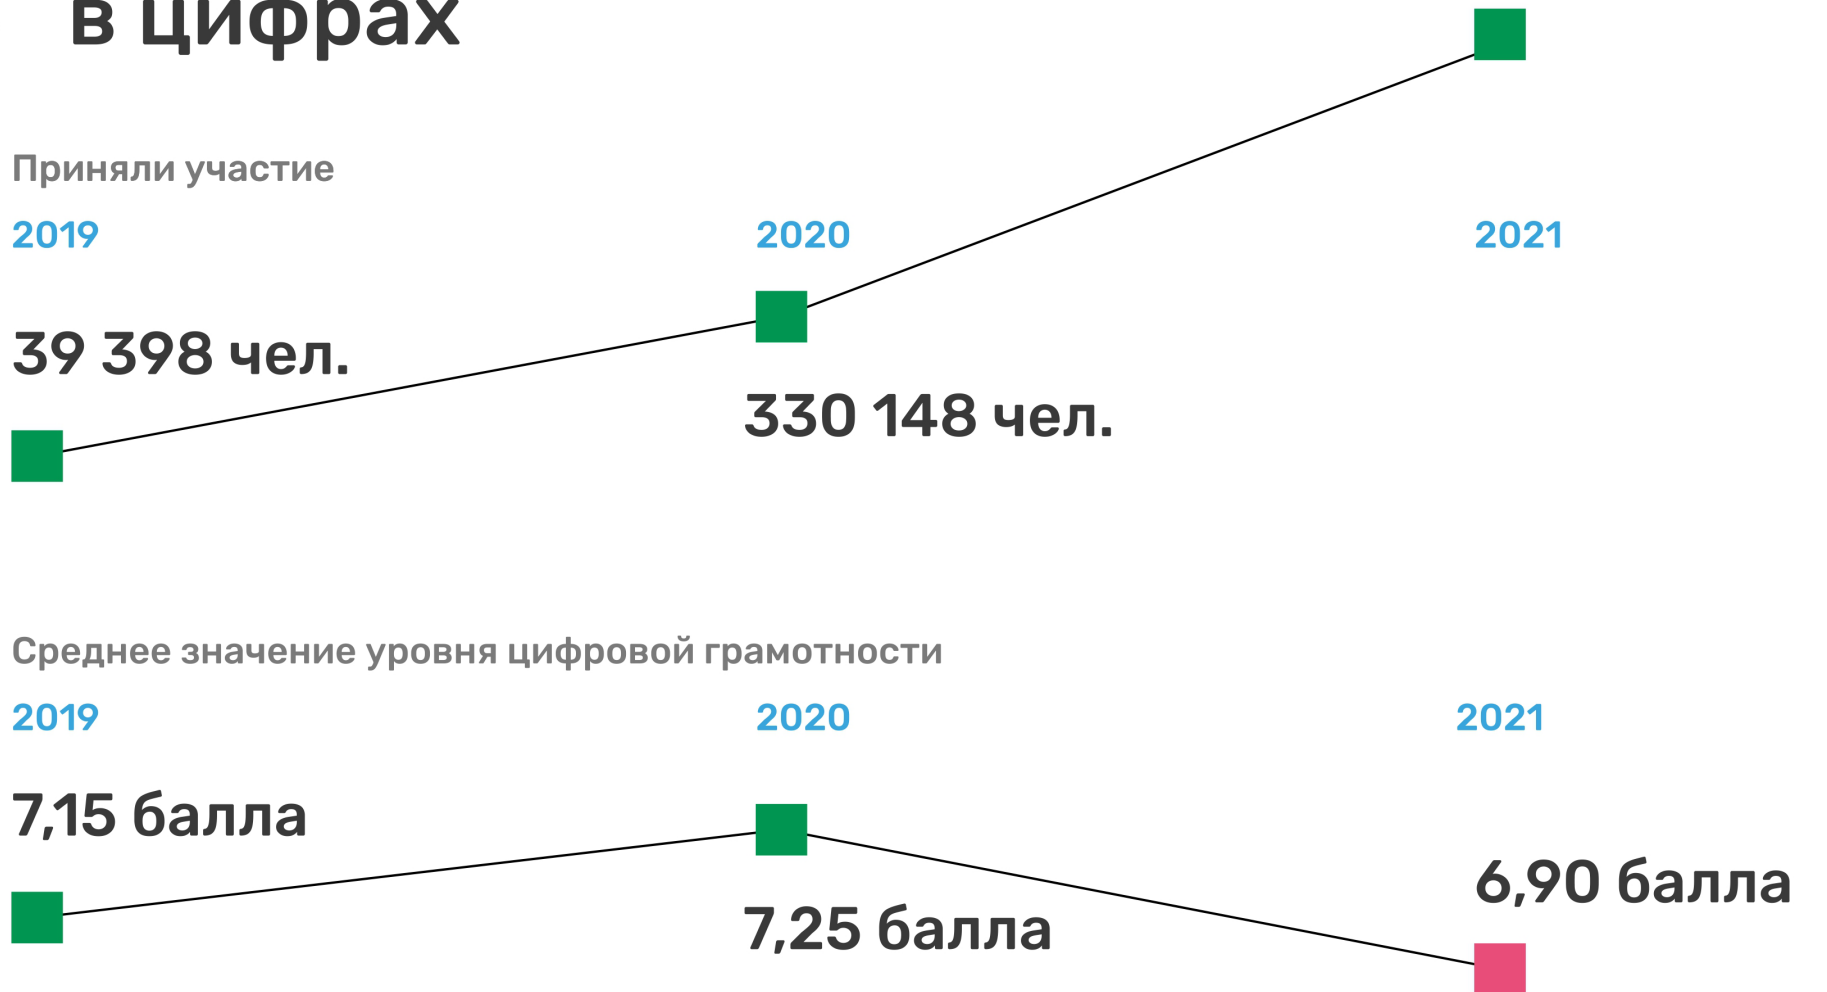 в цифрах
Приняли участие
2019 2020 2021
39 398 чел.
330 148 чел.
Среднее значение уровня цифровой грамотности
2019 2020 2021
7,15 балла
6,90 балла
7,25 балла